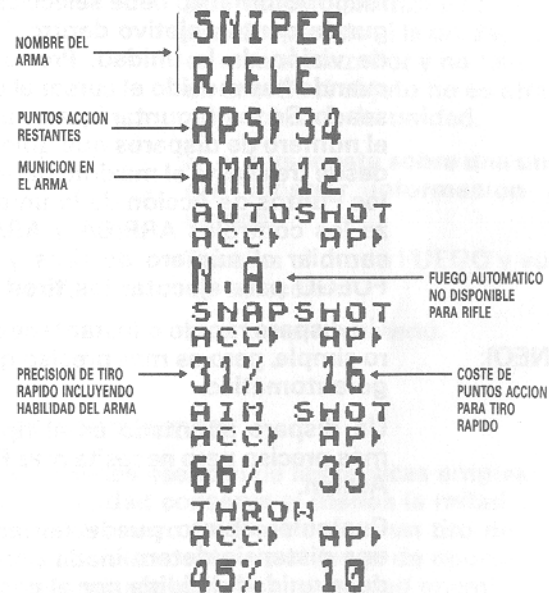 SNIPER
NOMBRE DEL
ARMA
RIFLE
PUNTOS ACCION
RESTANTES
APS 34
MUNICION EN
EL ARMA
AMM 12
AUTOSHOT
ACC AP
N A
FUEGO AUTOMATICO
NO DISPONIBLE
PARA RIFLE
SNAPSHOT
ACC AP
PRECISION DE TIRO
RAPIDO INCLUYENDO
HABILIDAD DEL ARMA
31% 16
COSTE DE
PUNTOS ACCION
PARA TIRO
RAPIDO
AIM SHOT
ACC AP
66% 33
THROW
ACC AP
45% 10